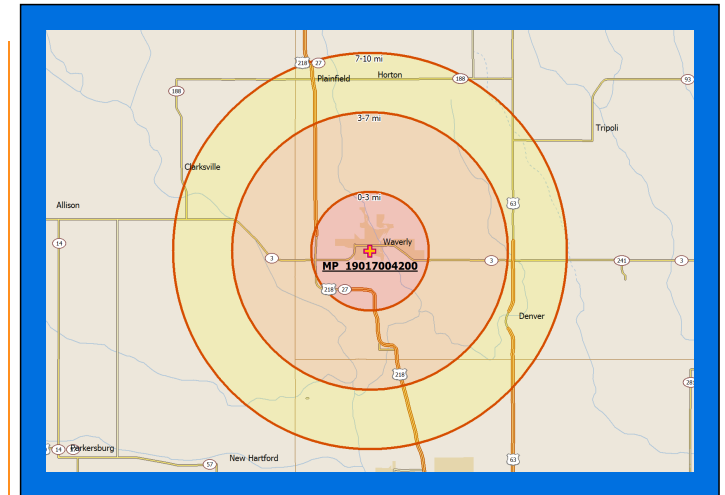 7-10 mi
218 27
Plainfield
Horton
188
93
188
3-7 mi
Tripoli
Clarksville
0-3 mi
63
Allison
14
Waverly
3
3
241
3
MP_19017004200
218 27
Denver
218
14
Parkersburg
New Hartford
57
63